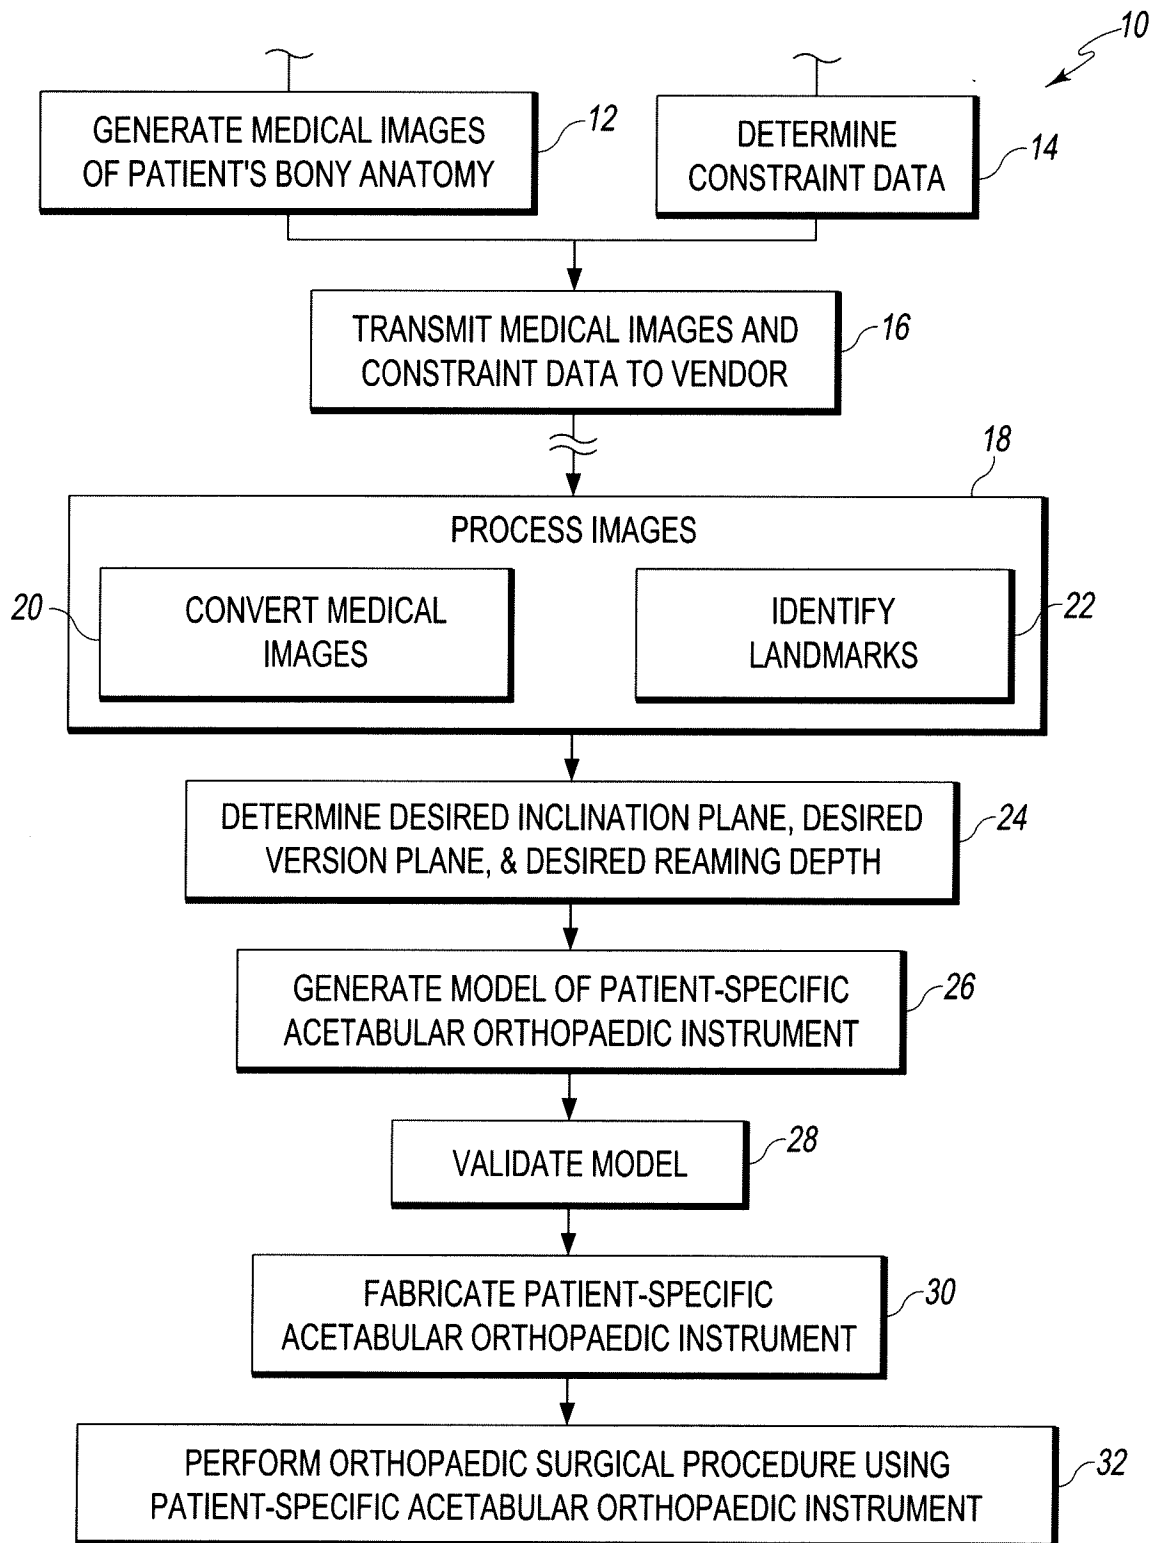 10
GENERATE MEDICAL IMAGES
OF PATIENT'S BONY ANATOMY
12
DETERMINE
CONSTRAINT DATA
14
TRANSMIT MEDICAL IMAGES AND
CONSTRAINT DATA TO VENDOR
16
18
PROCESS IMAGES
20
CONVERT MEDICAL
IMAGES
IDENTIFY
LANDMARKS
22
DETERMINE DESIRED INCLINATION PLANE, DESIRED
VERSION PLANE, & DESIRED REAMING DEPTH
24
GENERATE MODEL OF PATIENT-SPECIFIC
ACETABULAR ORTHOPAEDIC INSTRUMENT
26
VALIDATE MODEL
28
FABRICATE PATIENT-SPECIFIC
ACETABULAR ORTHOPAEDIC INSTRUMENT
30
PERFORM ORTHOPAEDIC SURGICAL PROCEDURE USING
PATIENT-SPECIFIC ACETABULAR ORTHOPAEDIC INSTRUMENT
32